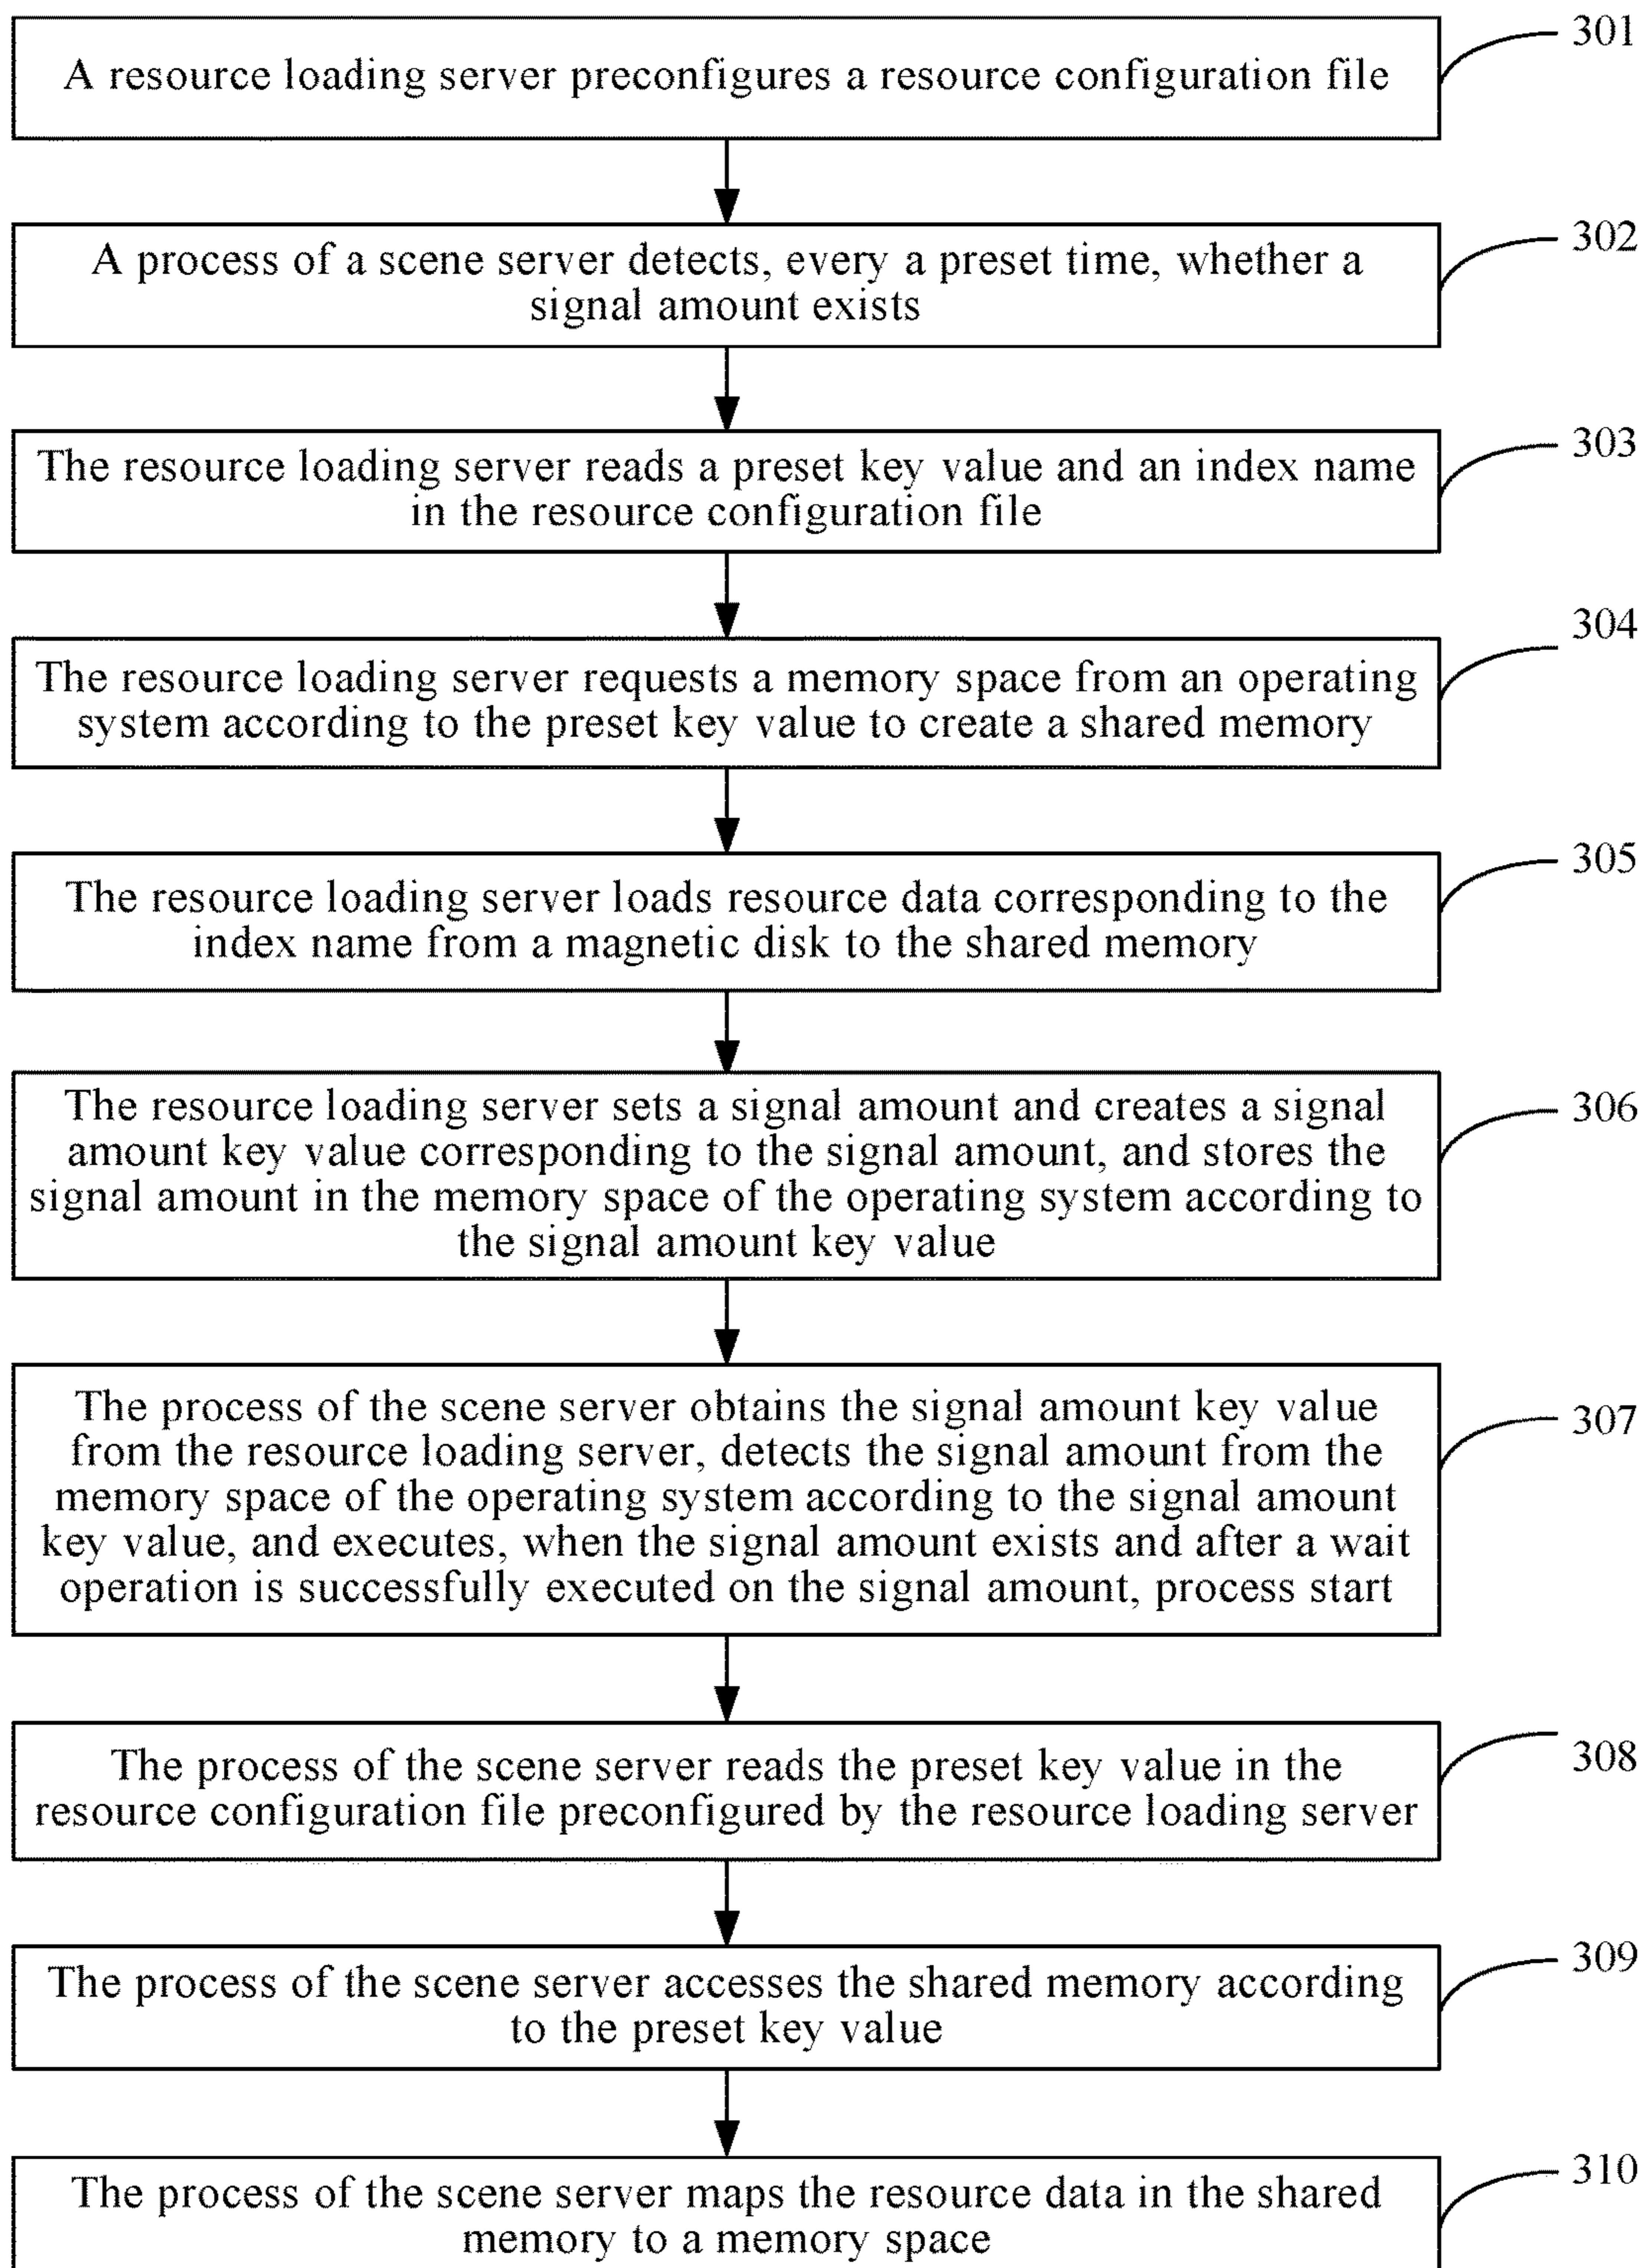 301
A resource loading server preconfigures a resource configuration file
302
A process of a scene server detects, every a preset time, whether a
signal amount exists
303
The resource loading server reads a preset key value and an index name
in the resource configuration file
304
The resource loading server requests a memory space from an operating
system according to the preset key value to create a shared memory
305
The resource loading server loads resource data corresponding to the
index name from a magnetic disk to the shared memory
306
The resource loading server sets a signal amount and creates a signal
amount key value corresponding to the signal amount, and stores the
signal amount in the memory space of the operating system according to
the signal amount key value
307
The process of the scene server obtains the signal amount key value
from the resource loading server, detects the signal amount from the
memory space of the operating system according to the signal amount
key value, and executes, when the signal amount exists and after a wait
operation is successfully executed on the signal amount, process start
308
The process of the scene server reads the preset key value in the
resource configuration file preconfigured by the resource loading server
309
The process of the scene server accesses the shared memory according
to the preset key value
310
The process of the scene server maps the resource data in the shared
memory to a memory space